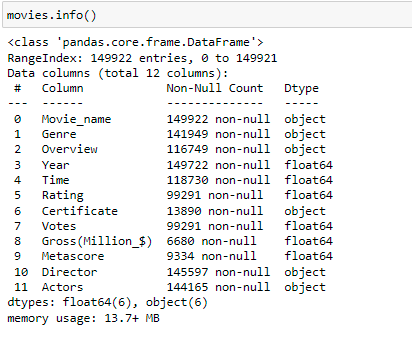 movies.info()
<class 'pandas.core.frame.DataFrame'>
RangeIndex: 149922 entries, 0 to 149921
Data columns (total 12 columns):
 #   Column           Non-Null Count   Dtype
---  ------           --------------   -----
 0   Movie_name       149922 non-null  object
 1   Genre            141949 non-null  object
 2   Overview         116749 non-null  object
 3   Year             149722 non-null  float64
 4   Time             118730 non-null  float64
 5   Rating           99291 non-null   float64
 6   Certificate      13890 non-null   object
 7   Votes            99291 non-null   float64
 8   Gross(Million_$)  6680 non-null    float64
 9   Metascore        9334 non-null    float64
 10  Director         145597 non-null  object
 11  Actors           144165 non-null  object
dtypes: float64(6), object(6)
memory usage: 13.7+ MB